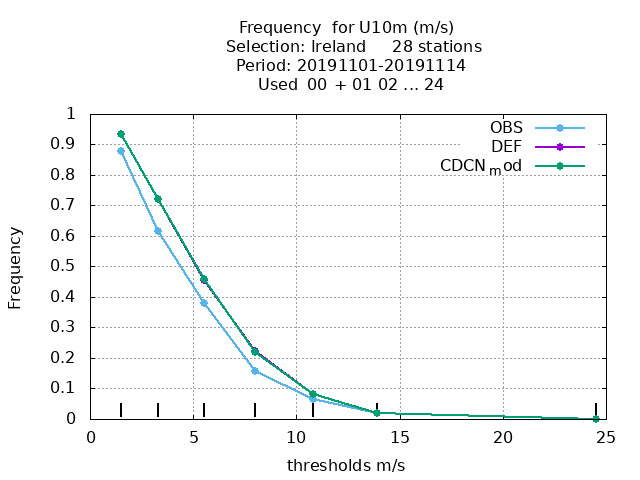 Frequency for U10m (m/s)
Selection: Ireland 28 stations
Period: 20191101-20191114
Used 00 + 01 02 ... 24
OBS
DEF
CDCN_mod
1
0.9
0.8
0.7
0.6
0.5
0.4
0.3
0.2
0.1
0
Frequency
0 5 10 15 20 25
thresholds m/s